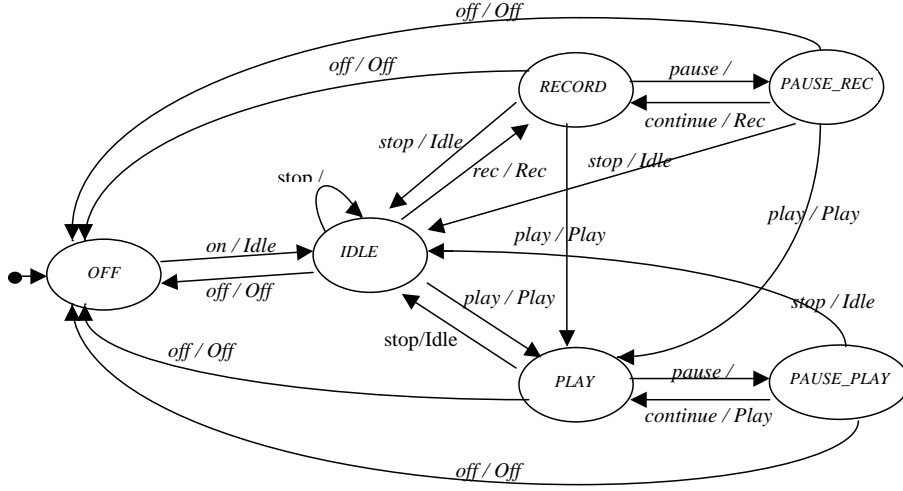 off / Off
off / Off
RECORD
pause /
PAUSE_REC
continue / Rec
stop / Idle
rec / Rec
stop / Idle
stop /
play / Play
on / Idle
IDLE
play / Play
OFF
off / Off
play / Play
stop / Idle
stop/Idle
off / Off
PLAY
pause /
PAUSE_PLAY
continue / Play
off / Off